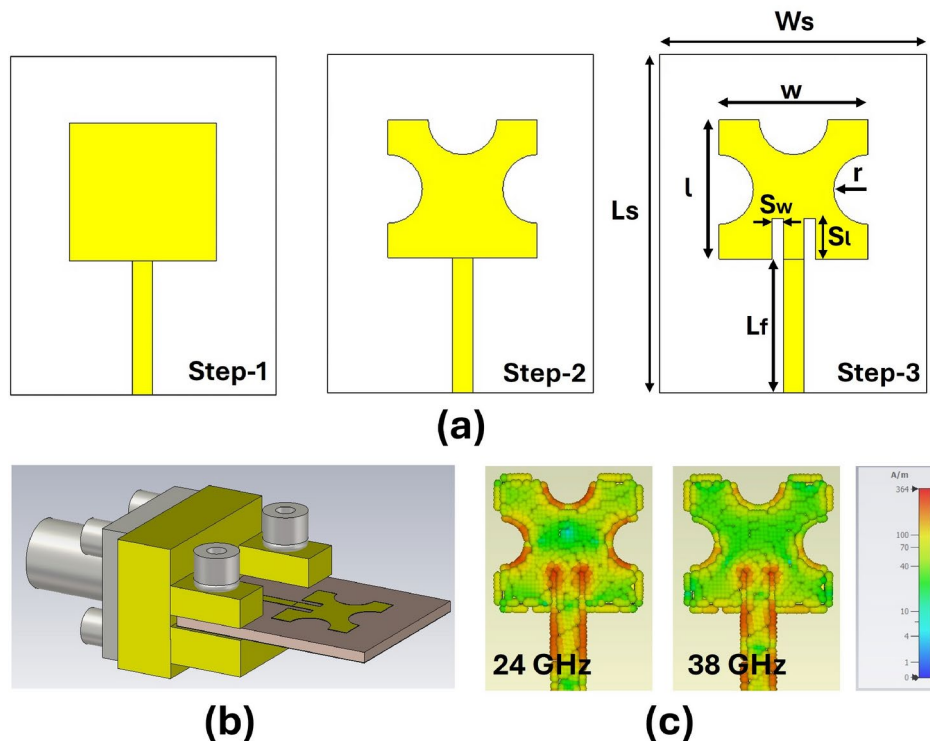 Ws
w
l
r
Sw
Sl
Ls
Lf
Step-1
Step-2
Step-3
(a)
A/m
364
100
70
40
10
4
1
0
24 GHz
38 GHz
(b)
(c)